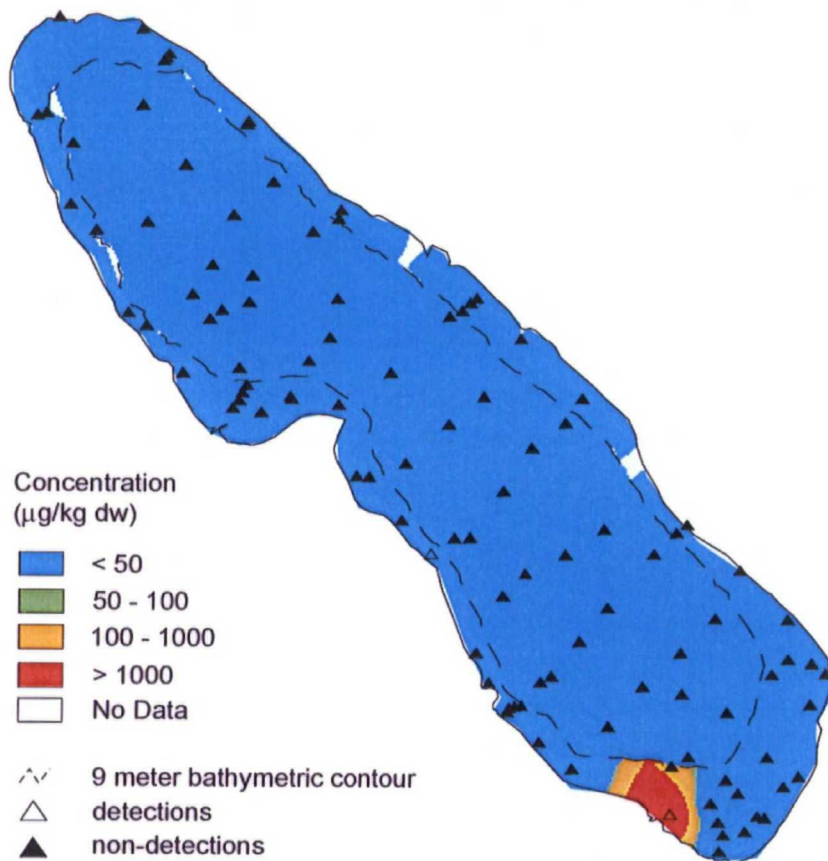 Concentration
(µg/kg dw)
< 50
50 - 100
100 - 1000
> 1000
No Data
9 meter bathymetric contour
detections
non-detections